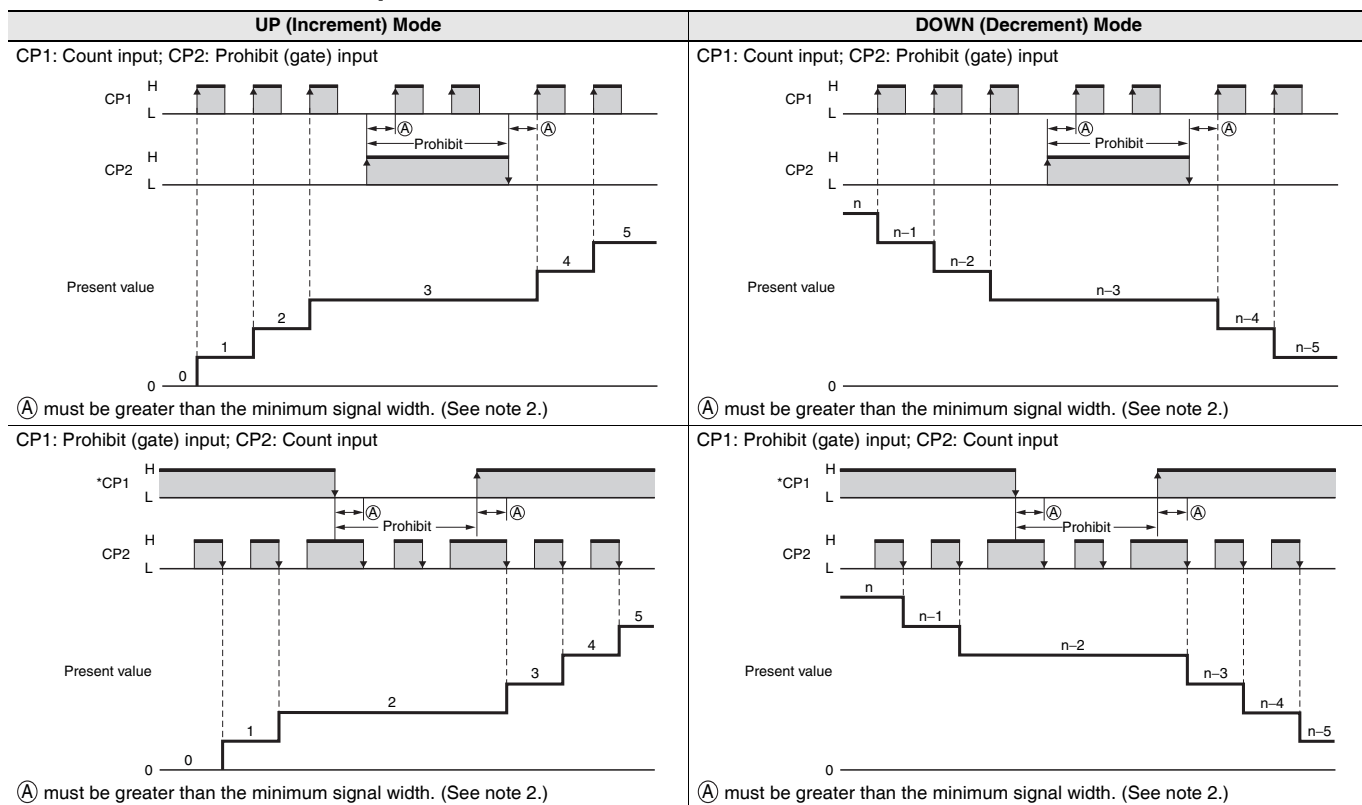 UP (Increment) Mode
DOWN (Decrement) Mode
CP1: Count input; CP2: Prohibit (gate) input
CP1
H
L
Ⓐ
Ⓐ
Prohibit
CP2
H
L
Present value
0
0
1
2
3
4
5
Ⓐ must be greater than the minimum signal width. (See note 2.)
CP1: Count input; CP2: Prohibit (gate) input
CP1
H
L
Ⓐ
Ⓐ
Prohibit
CP2
H
L
Present value
n
n–1
n–2
n–3
n–4
n–5
0
Ⓐ must be greater than the minimum signal width. (See note 2.)
CP1: Prohibit (gate) input; CP2: Count input
*CP1
H
L
Ⓐ
Ⓐ
Prohibit
CP2
H
L
Present value
0
0
1
2
3
4
5
Ⓐ must be greater than the minimum signal width. (See note 2.)
CP1: Prohibit (gate) input; CP2: Count input
*CP1
H
L
Ⓐ
Ⓐ
Prohibit
CP2
H
L
Present value
n
n–1
n–2
n–3
n–4
n–5
0
Ⓐ must be greater than the minimum signal width. (See note 2.)